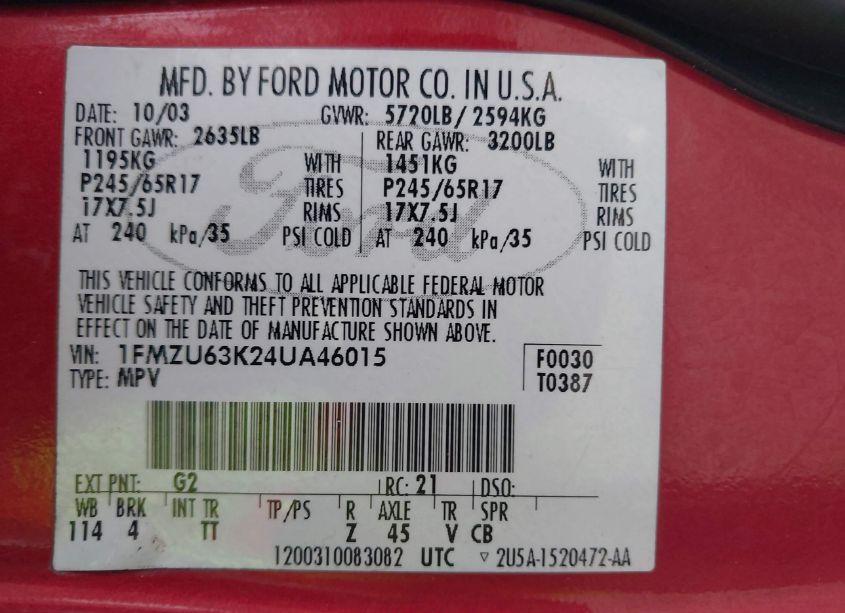 MFD. BY FORD MOTOR CO. IN U.S.A.
DATE: 10/03 GVWR: 5720LB/ 2594KG
FRONT GAWR: 2635LB REAR GAWR: 3200LB
1195KG WITH 1451KG WITH
P245/65R17 TIRES P245/65R17 TIRES
17X7.5J RIMS 17X7.5J RIMS
AT 240 kPa/35 PSI COLD AT 240 kPa/35 PSI COLD
Ford
THIS VEHICLE CONFORMS TO ALL APPLICABLE FEDERAL MOTOR
VEHICLE SAFETY AND THEFT PREVENTION STANDARDS IN
EFFECT ON THE DATE OF MANUFACTURE SHOWN ABOVE.
VIN: 1FMZU63K24UA46015 F0030
TYPE: MPV T0387
EXT PNT: G2 RC: 21 DSO:
WB BRK INT TR TP/PS R AXLE TR SPR
114 4 TT Z 45 V CB
1200310083082 UTC ▽ 2U5A-1520472-AA